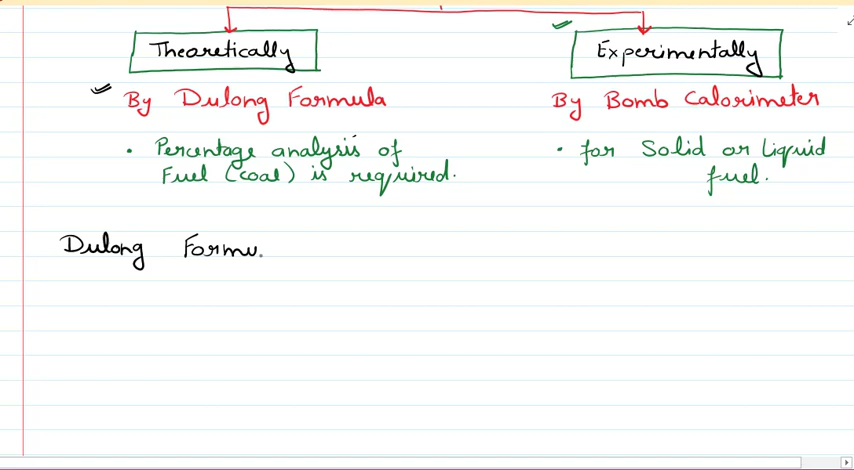 Theoretically
Experimentally
By Dulong Formula
By Bomb Calorimeter
• Percentage analysis of
Fuel (coal) is required.
• for Solid or Liquid
fuel.
Dulong Formu